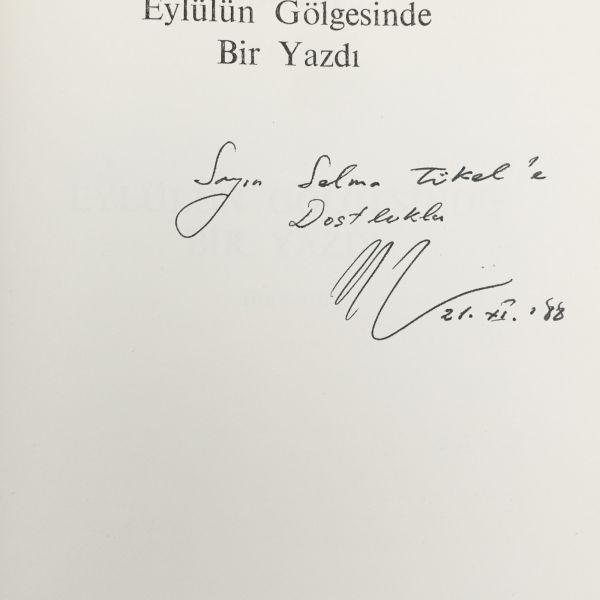 Eylülün Gölgesinde
Bir Yazdı
Sayın Selma Tükel'e
Dostlukla
21. XI. '88